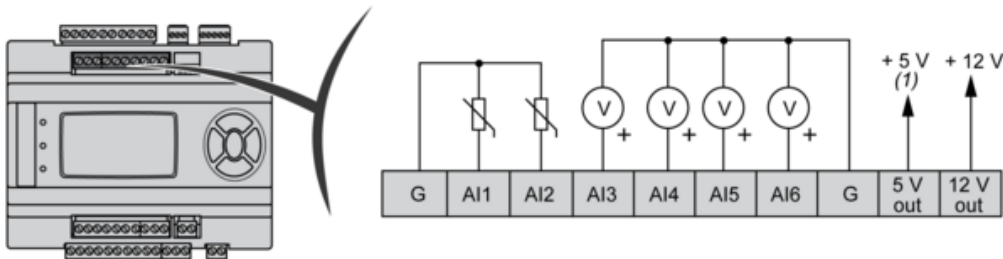 + 5 V + 12 V
(1)
V V V V
+ + + +
G AI1 AI2 AI3 AI4 AI5 AI6 G 5 V out 12 V out